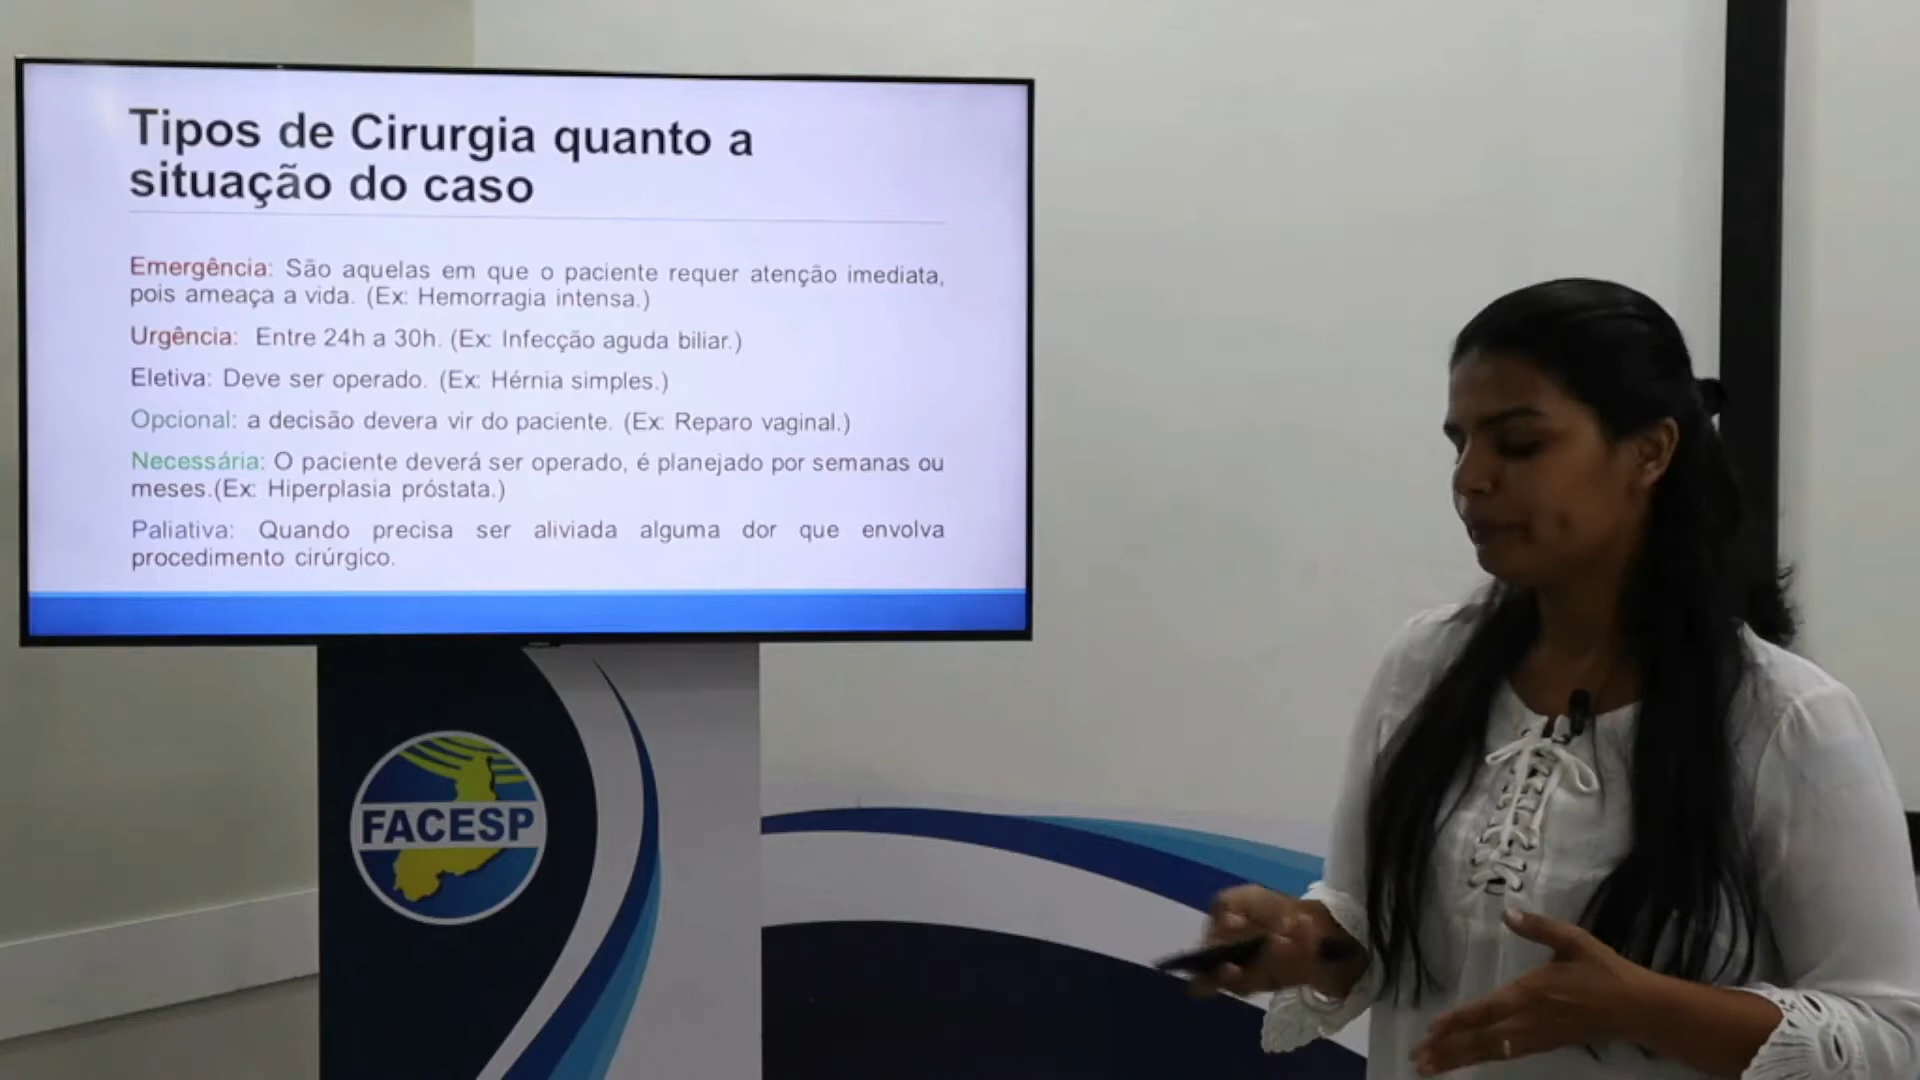 Tipos de Cirurgia quanto a
situação do caso
Emergência: São aquelas em que o paciente requer atenção imediata,
pois ameaça a vida. (Ex: Hemorragia intensa.)
Urgência: Entre 24h a 30h. (Ex: Infecção aguda biliar.)
Eletiva: Deve ser operado. (Ex: Hérnia simples.)
Opcional: a decisão devera vir do paciente. (Ex: Reparo vaginal.)
Necessária: O paciente deverá ser operado, é planejado por semanas ou
meses.(Ex: Hiperplasia próstata.)
Paliativa: Quando precisa ser aliviada alguma dor que envolva
procedimento cirúrgico.
FACESP